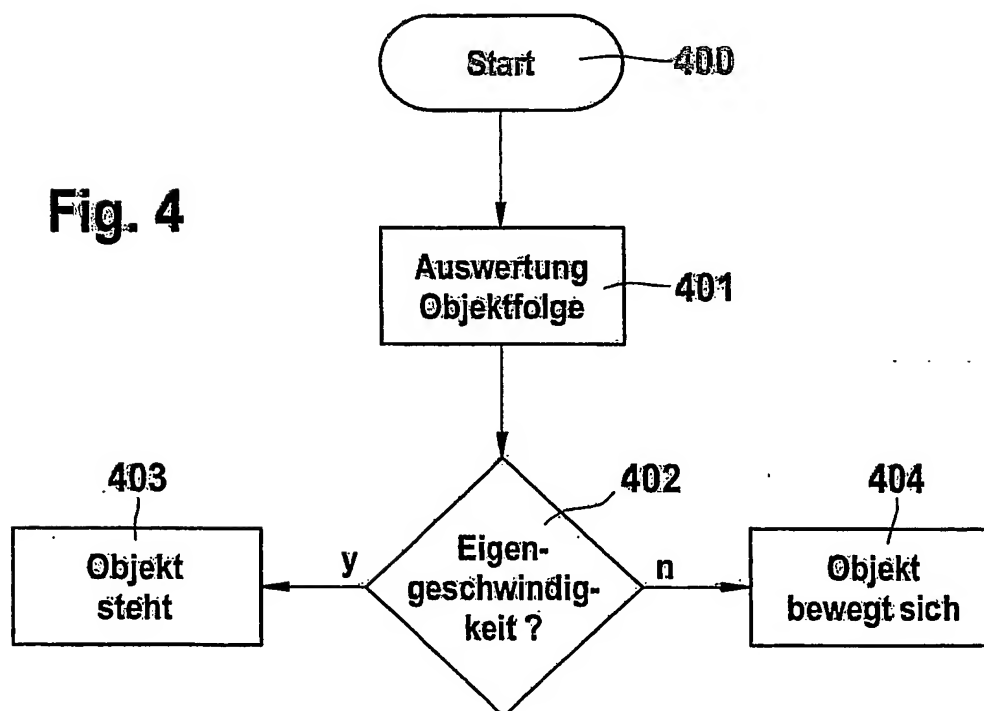 Start
400
Fig. 4
Auswertung
Objektfolge
401
403
402
404
Objekt
steht
y
Eigen-
geschwindig-
keit ?
n
Objekt
bewegt sich